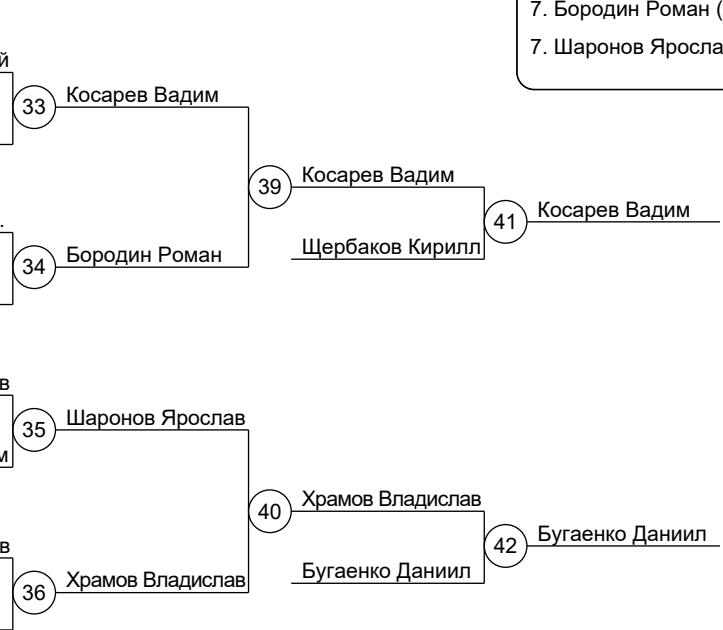 7. Бородин Роман (
7. Шаронов Яросла
й
33 Косарев Вадим
39 Косарев Вадим
41 Косарев Вадим
Щербаков Кирилл
.
34 Бородин Роман
в
35 Шаронов Ярослав
м
40 Храмов Владислав
42 Бугаенко Даниил
Бугаенко Даниил
в
36 Храмов Владислав